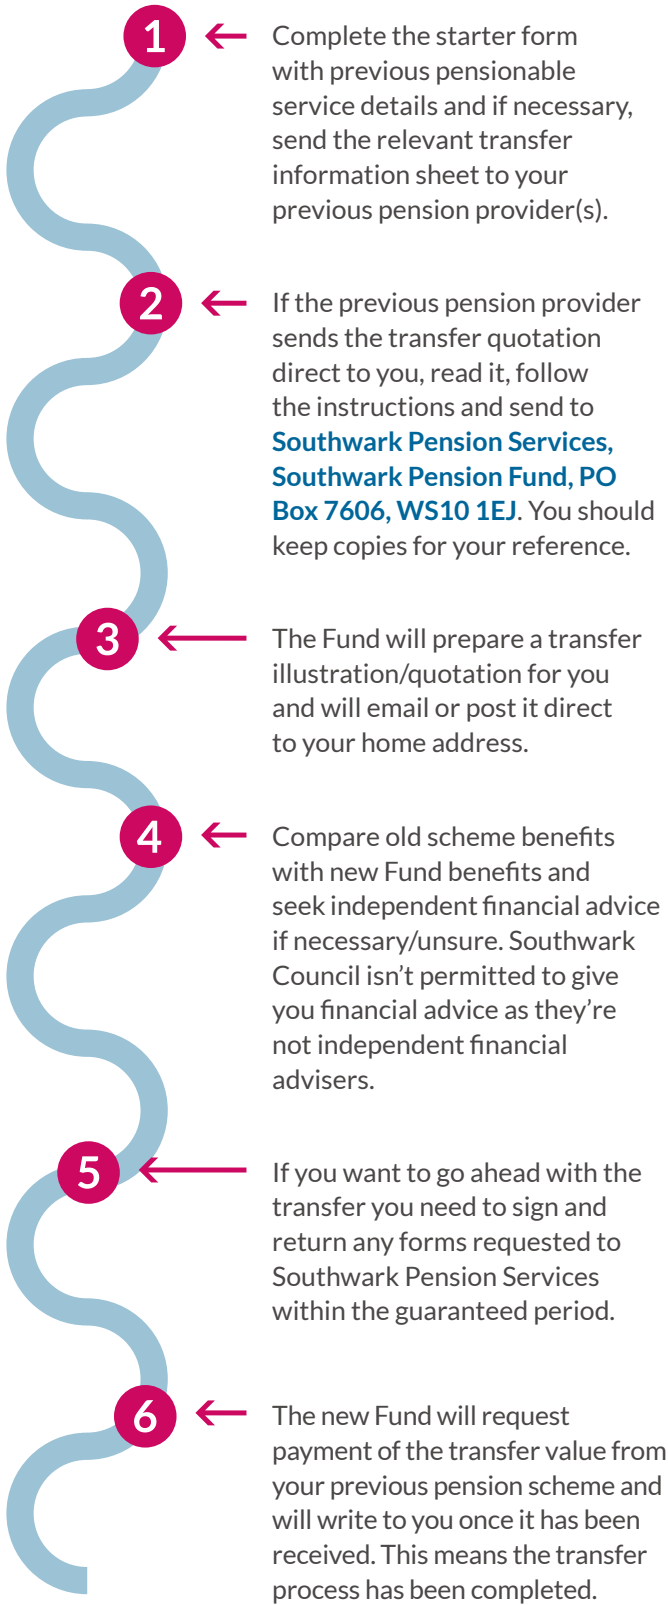 1
Complete the starter form
with previous pensionable
service details and if necessary,
send the relevant transfer
information sheet to your
previous pension provider(s).
2
If the previous pension provider
sends the transfer quotation
direct to you, read it, follow
the instructions and send to
Southwark Pension Services,
Southwark Pension Fund, PO
Box 7606, WS10 1EJ. You should
keep copies for your reference.
3
The Fund will prepare a transfer
illustration/quotation for you
and will email or post it direct
to your home address.
4
Compare old scheme benefits
with new Fund benefits and
seek independent financial advice
if necessary/unsure. Southwark
Council isn’t permitted to give
you financial advice as they’re
not independent financial
advisers.
5
If you want to go ahead with the
transfer you need to sign and
return any forms requested to
Southwark Pension Services
within the guaranteed period.
6
The new Fund will request
payment of the transfer value from
your previous pension scheme and
will write to you once it has been
received. This means the transfer
process has been completed.